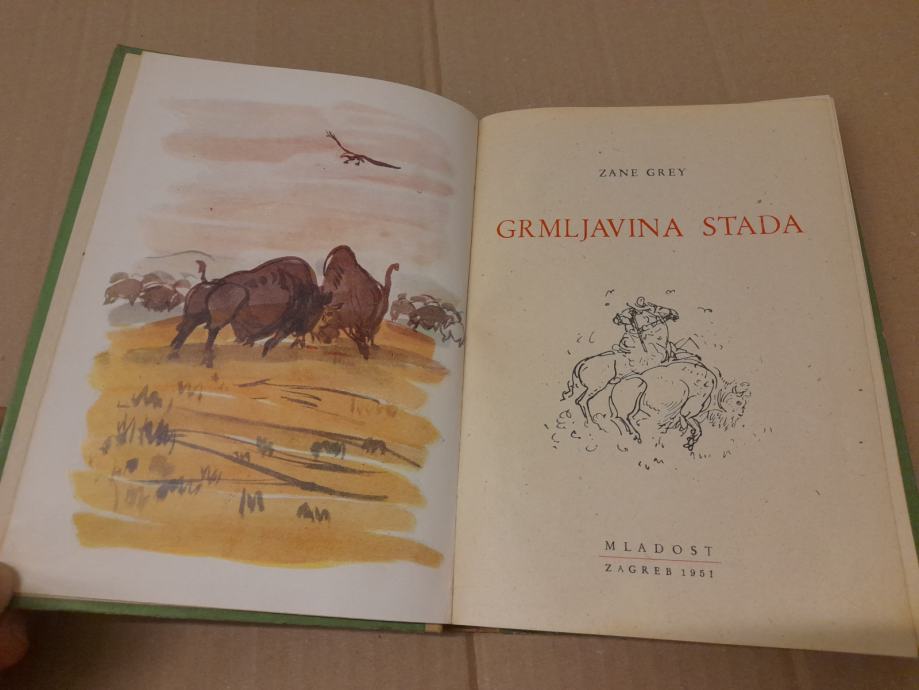 ZANE GREY
GRMLJAVINA STADA
MLADOST
ZAGREB 1951